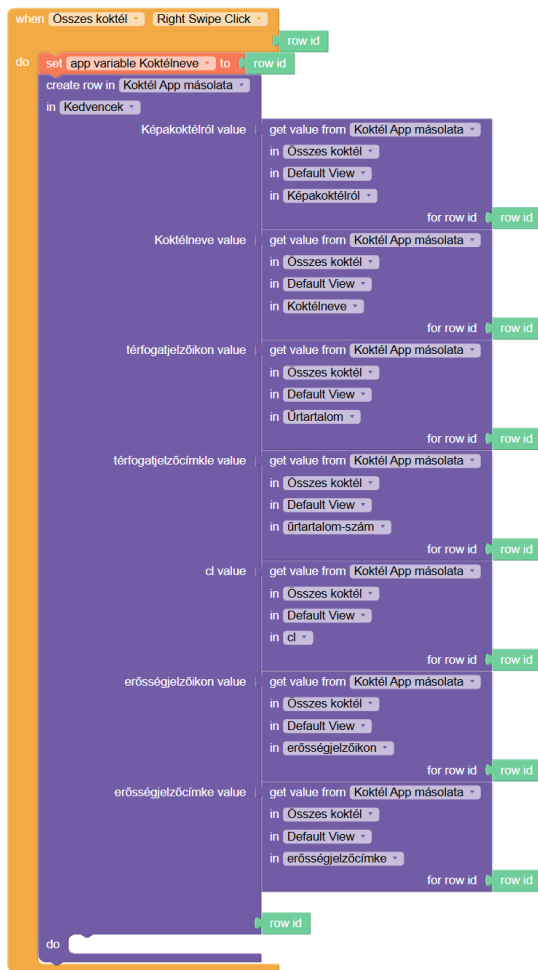 when Összes koktél Right Swipe Click
row id
do set app variable Koktélneve to row id
create row in Koktél App másolata
in Kedvencek
Képakoktélról value get value from Koktél App másolata
in Összes koktél
in Default View
in Képakoktélról
for row id row id
Koktélneve value get value from Koktél App másolata
in Összes koktél
in Default View
in Koktélneve
for row id row id
térfogatjelzőikon value get value from Koktél App másolata
in Összes koktél
in Default View
in Űrtartalom
for row id row id
térfogatjelzőcímkle value get value from Koktél App másolata
in Összes koktél
in Default View
in űrtartalom-szám
for row id row id
cl value get value from Koktél App másolata
in Összes koktél
in Default View
in cl
for row id row id
erősségjelzőikon value get value from Koktél App másolata
in Összes koktél
in Default View
in erősségjelzőikon
for row id row id
erősségjelzőcímke value get value from Koktél App másolata
in Összes koktél
in Default View
in erősségjelzőcímke
for row id row id
row id
do